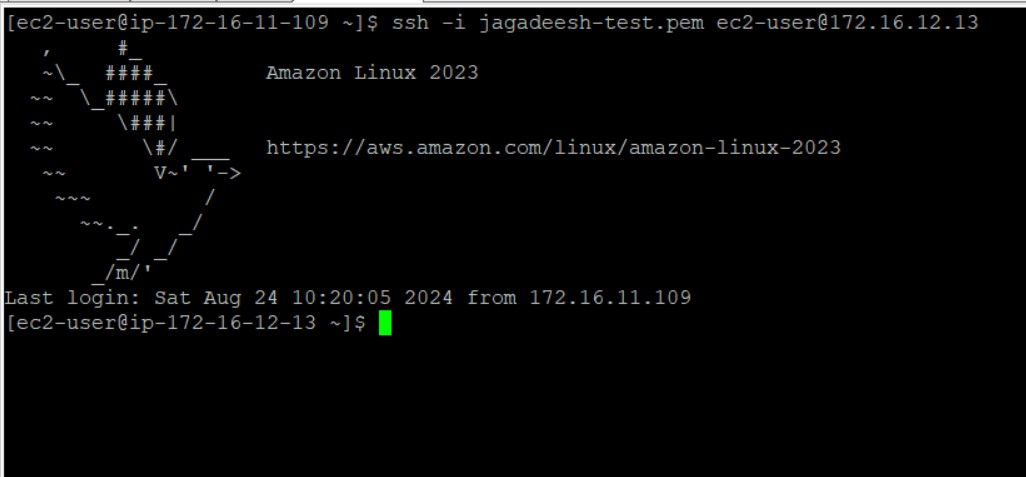 [ec2-user@ip-172-16-11-109 ~]$ ssh -i jagadeesh-test.pem ec2-user@172.16.12.13
   ,     #_
   ~\_  ####_        Amazon Linux 2023
  ~~  \_#####\
  ~~     \###|
  ~~       \#/ ___   https://aws.amazon.com/linux/amazon-linux-2023
   ~~       V~' '->
    ~~~         /
      ~~._.   _/
         _/ _/
       _/m/'
Last login: Sat Aug 24 10:20:05 2024 from 172.16.11.109
[ec2-user@ip-172-16-12-13 ~]$